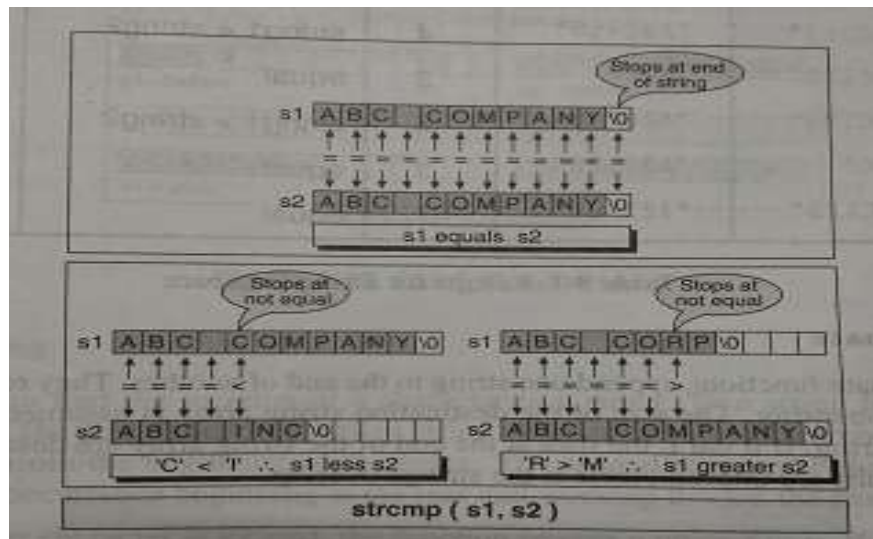 Stops at end
of string
s1 A B C   C O M P A N Y \0
= = = = = = = = = = = =
s2 A B C   C O M P A N Y \0
s1 equals s2
Stops at
not equal
s1 A B C   C O M P A N Y \0
= = = = <
s2 A B C   I N C \0
'C' < 'I' ∴ s1 less s2
Stops at
not equal
s1 A B C   C O R P \0
= = = = = = >
s2 A B C   C O M P A N Y \0
'R' > 'M' ∴ s1 greater s2
strcmp ( s1, s2 )